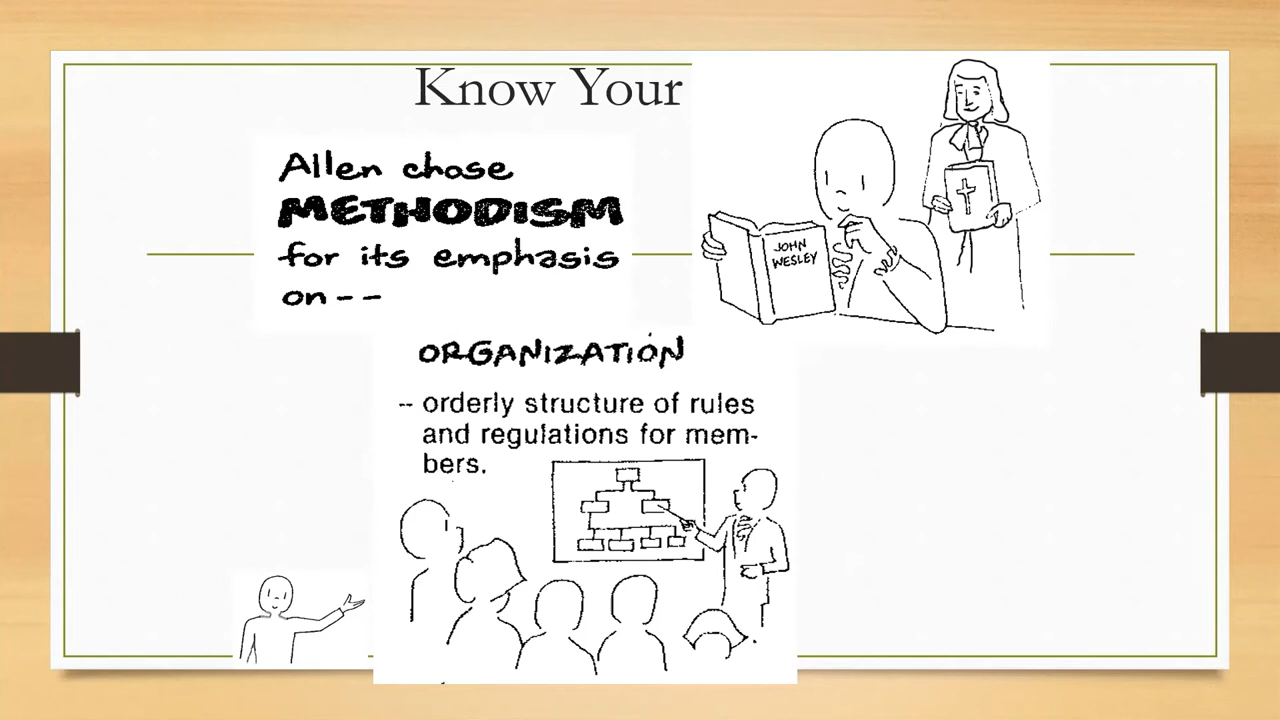 Know Your
Allen chose
METHODISM
for its emphasis
on--
JOHN
WESLEY
ORGANIZATION
-- orderly structure of rules
and regulations for mem-
bers.